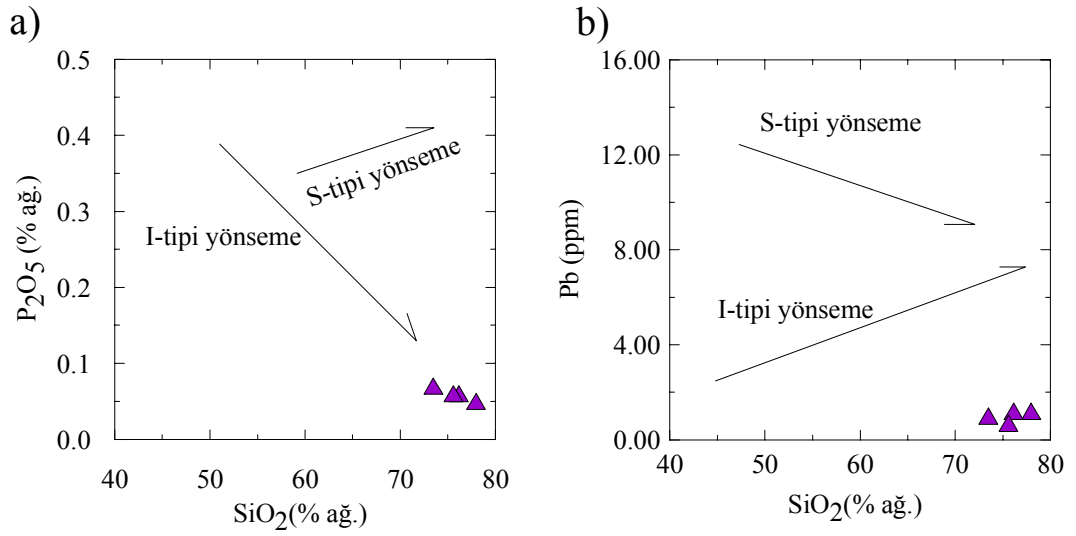 a)
0.5
0.4
0.3
0.2
0.1
0.0
P2O5 (% ağ.)
S-tipi yönseme
I-tipi yönseme
40 50 60 70 80
SiO2(% ağ.)
b)
16.00
12.00
8.00
4.00
0.00
Pb (ppm)
S-tipi yönseme
I-tipi yönseme
40 50 60 70 80
SiO2(% ağ.)